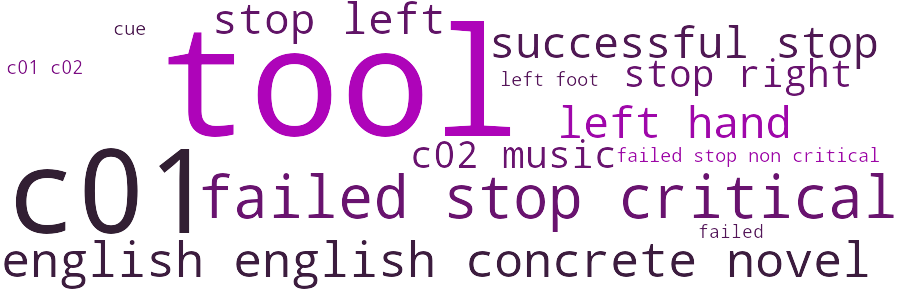 stop left
cue
tool
successful stop
c01 c02
left foot
stop right
left hand
c02 music
failed stop non critical
c01
failed stop critical
failed
english english concrete novel